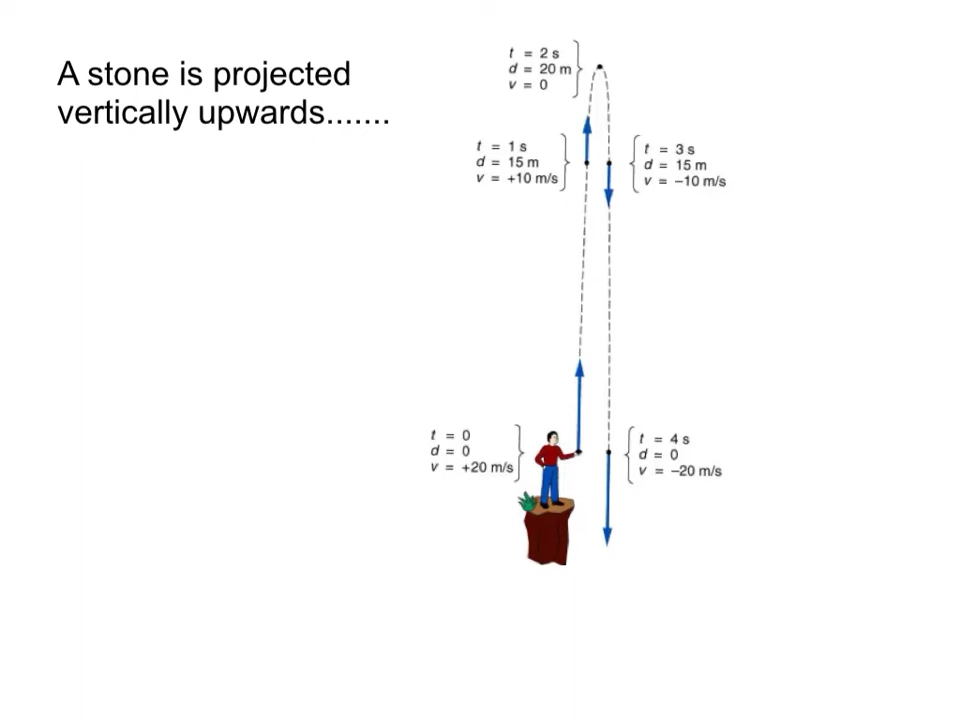 A stone is projected
vertically upwards.......
t = 2 s
d = 20 m
v = 0
t = 1 s
d = 15 m
v = +10 m/s
t = 3 s
d = 15 m
v = –10 m/s
t = 0
d = 0
v = +20 m/s
t = 4 s
d = 0
v = –20 m/s